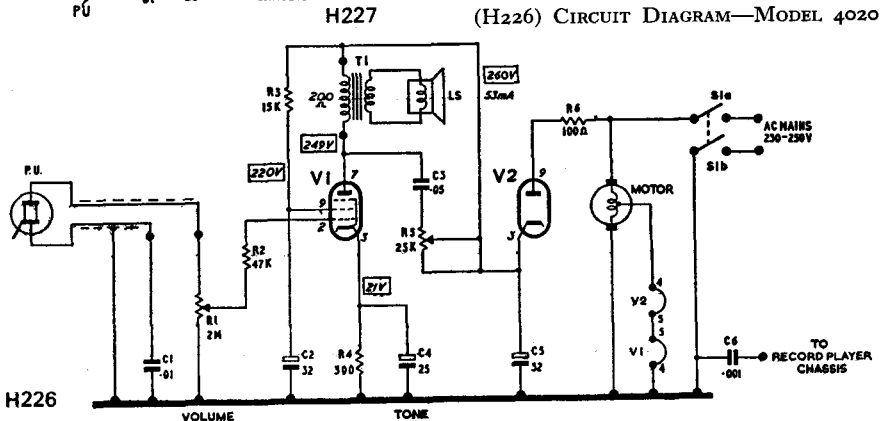 PU
H227
(H226) CIRCUIT DIAGRAM—MODEL 4020
T1
R3
15K
200
Ω
LS
260V
53mA
R6
100Ω
S1a
AC MAINS
230-250V
S1b
249V
220V
V1
7
C3
.05
V2
9
MOTOR
P.U.
9
2
3
R5
25K
3
R2
47K
21V
4
V2
5
5
V1
4
R1
2M
C1
.01
C2
32
R4
390
C4
25
C5
32
C6
.001
TO
RECORD PLAYER
CHASSIS
H226
VOLUME
TONE